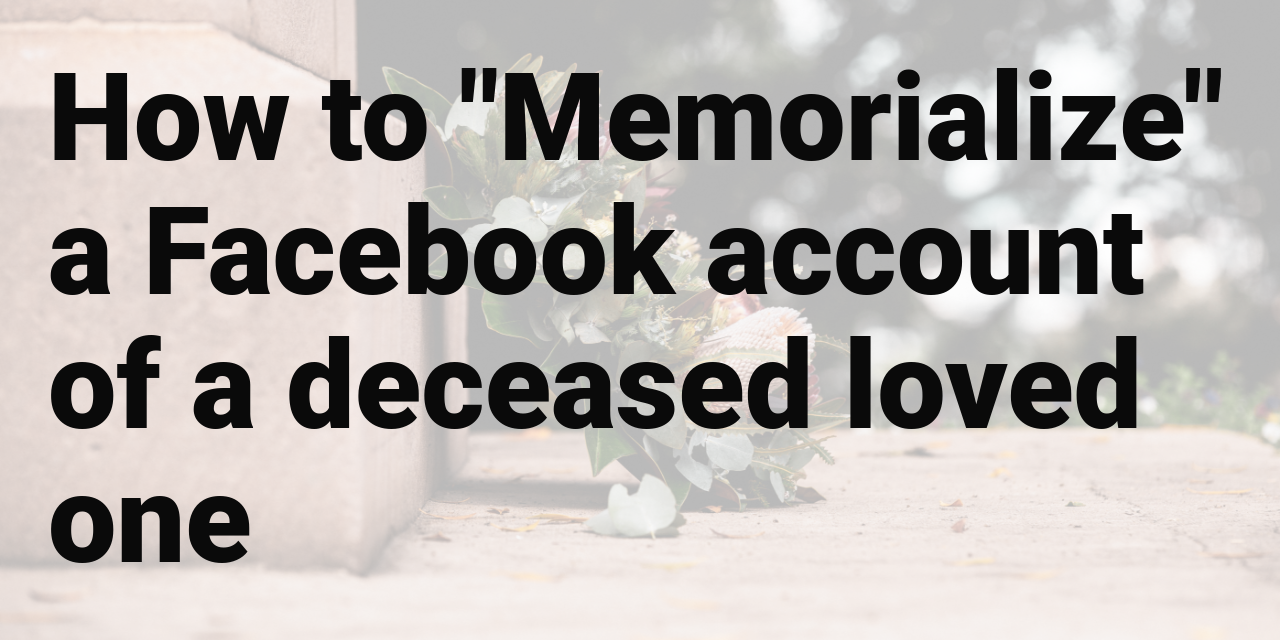 How to "Memorialize"
a Facebook account
of a deceased loved
one